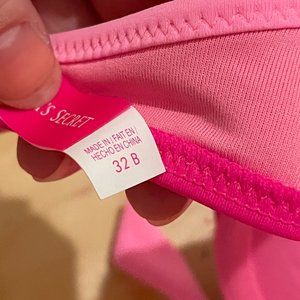 'S SECRET
MADE IN / FAIT EN /
HECHO EN CHINA
32 B